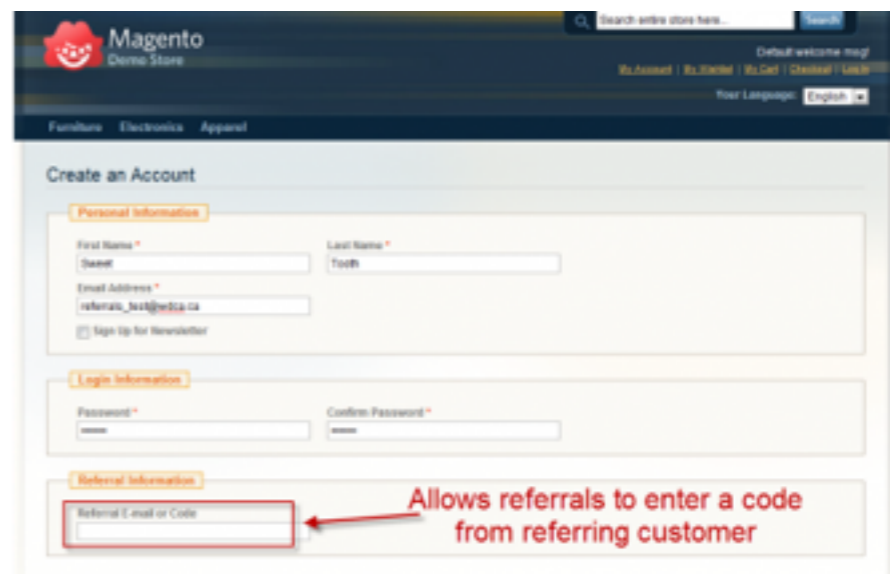 Search entire store here...
Search
Magento
Demo Store
Default welcome msg!
My Account | My Wishlist | My Cart | Checkout | Log In
Your Language: English
Furniture Electronics Apparel
Create an Account
Personal Information
First Name *
Last Name *
Sweet
Tooth
Email Address *
referrals_test@wdca.ca
Sign Up for Newsletter
Login Information
Password *
Confirm Password *
Referral Information
Referral E-mail or Code
Allows referrals to enter a code
from referring customer